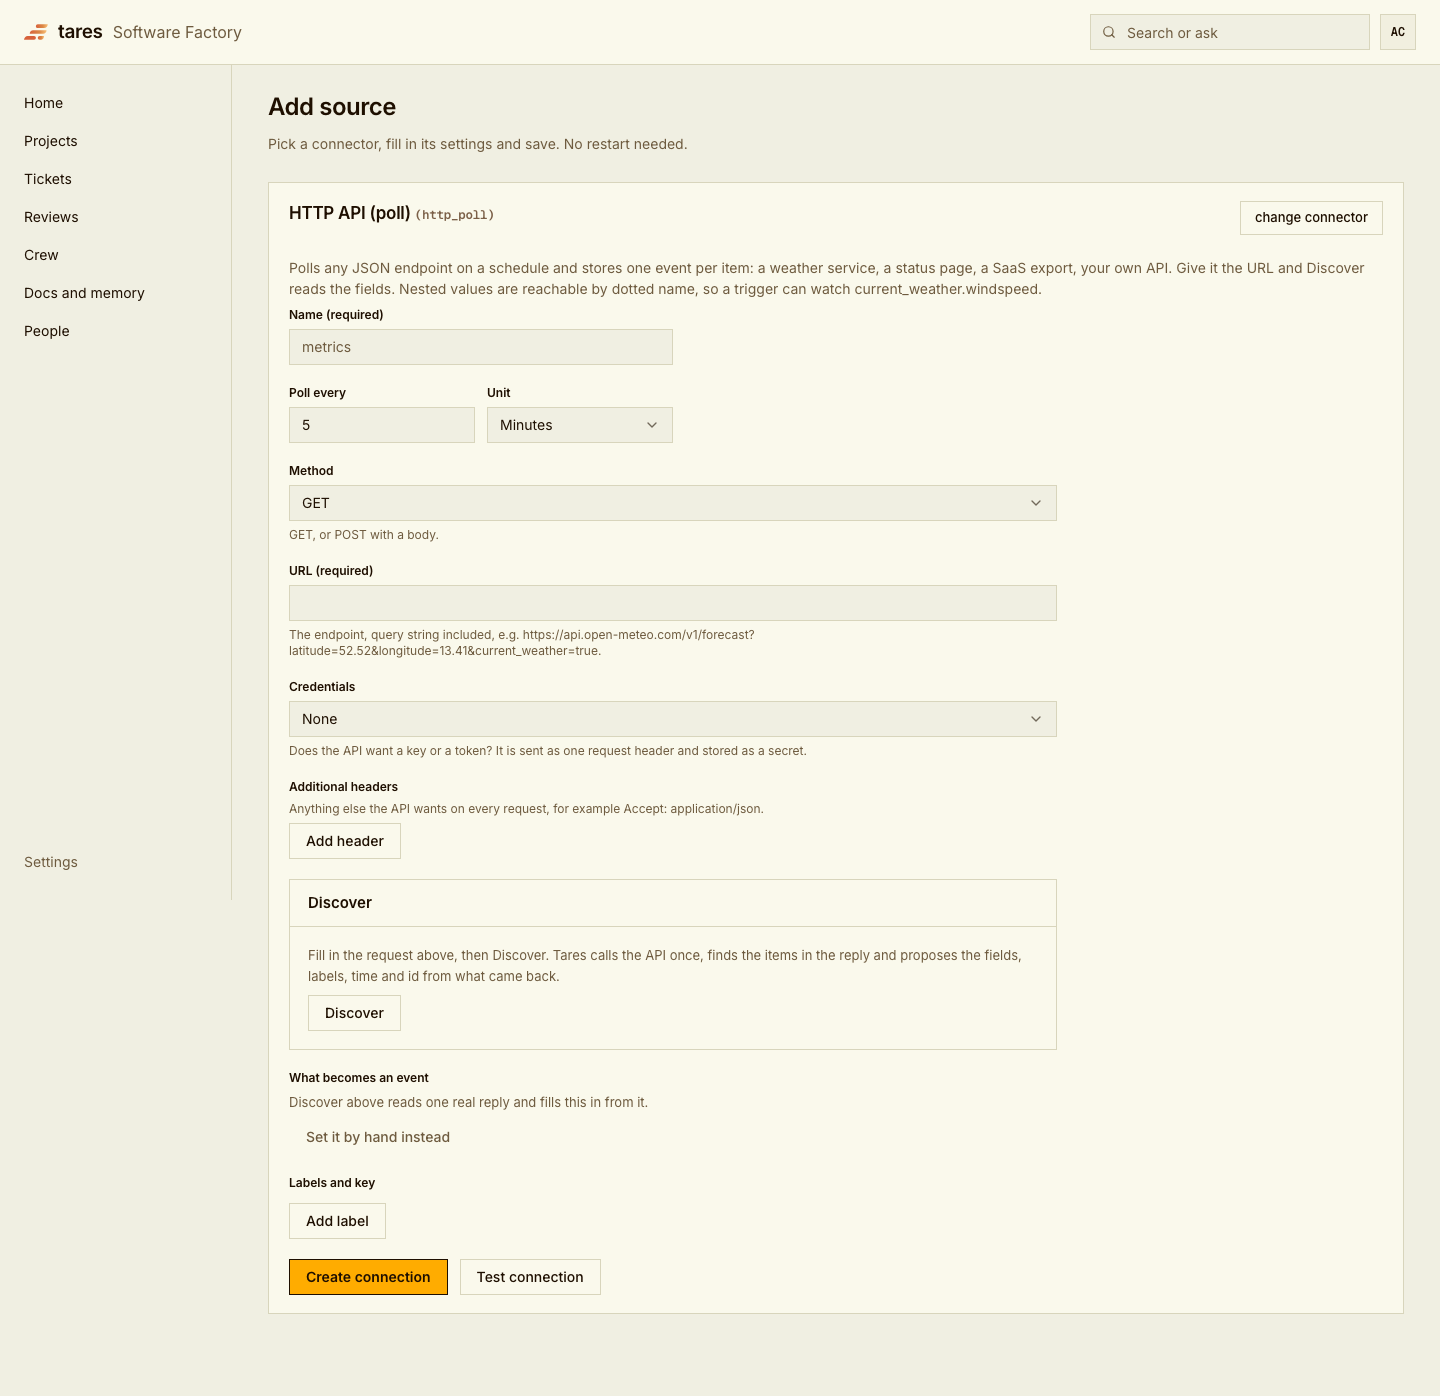 tares Software Factory
Search or ask
AC
Home
Projects
Tickets
Reviews
Crew
Docs and memory
People
Settings
Add source
Pick a connector, fill in its settings and save. No restart needed.
HTTP API (poll) (http_poll)
change connector
Polls any JSON endpoint on a schedule and stores one event per item: a weather service, a status page, a SaaS export, your own API. Give it the URL and Discover
reads the fields. Nested values are reachable by dotted name, so a trigger can watch current_weather.windspeed.
Name (required)
metrics
Poll every
Unit
5
Minutes
Method
GET
GET, or POST with a body.
URL (required)
The endpoint, query string included, e.g. https://api.open-meteo.com/v1/forecast?
latitude=52.52&longitude=13.41&current_weather=true.
Credentials
None
Does the API want a key or a token? It is sent as one request header and stored as a secret.
Additional headers
Anything else the API wants on every request, for example Accept: application/json.
Add header
Discover
Fill in the request above, then Discover. Tares calls the API once, finds the items in the reply and proposes the fields,
labels, time and id from what came back.
Discover
What becomes an event
Discover above reads one real reply and fills this in from it.
Set it by hand instead
Labels and key
Add label
Create connection
Test connection